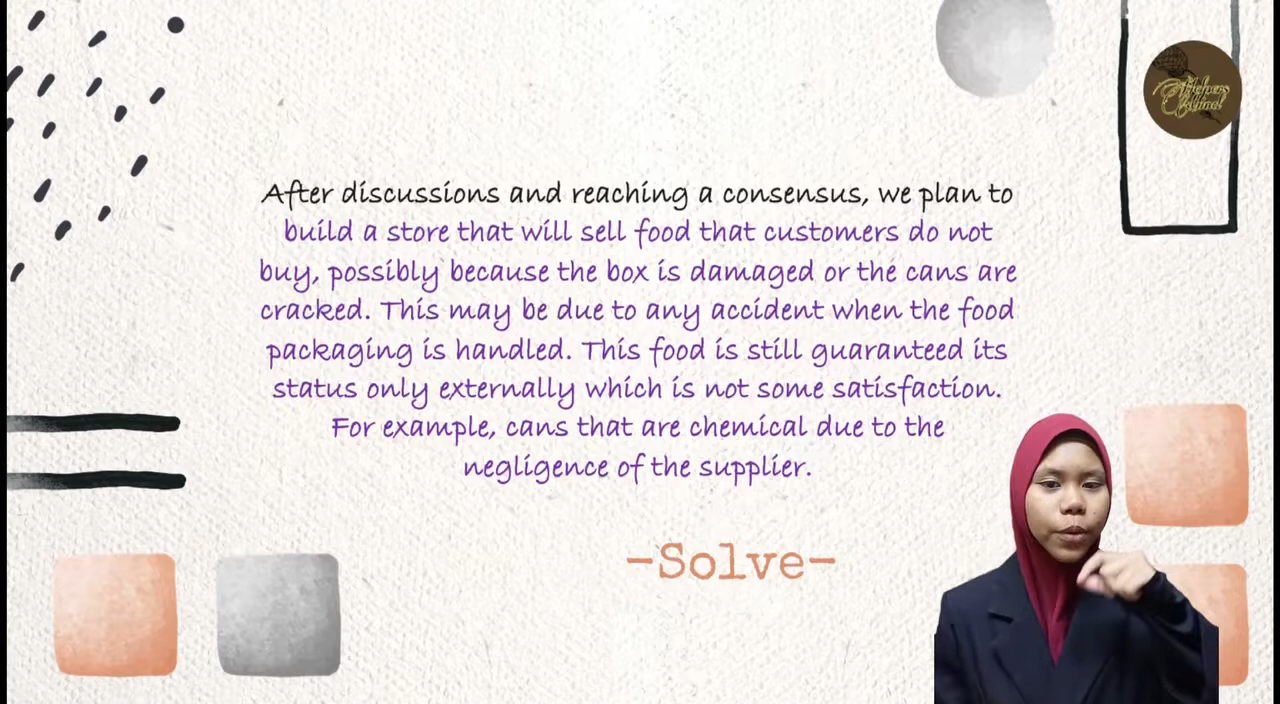 Helpers
After discussions and reaching a consensus, we plan to
build a store that will sell food that customers do not
buy, possibly because the box is damaged or the cans are
cracked. This may be due to any accident when the food
packaging is handled. This food is still guaranteed its
status only externally which is not some satisfaction.
For example, cans that are chemical due to the
negligence of the supplier.
-Solve-